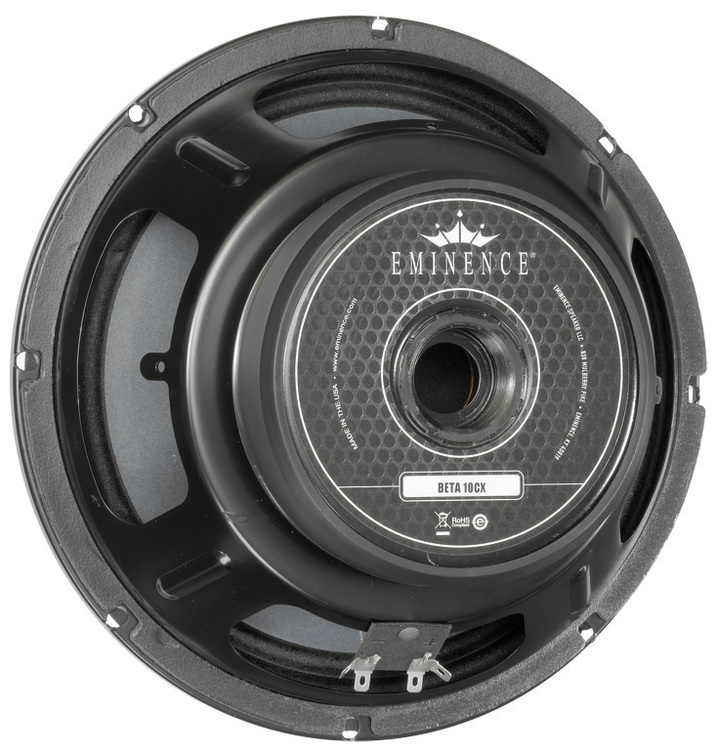 EMINENCE®
MADE IN THE USA • www.eminence.com
EMINENCE SPEAKER LLC • 838 MULBERRY PIKE • EMINENCE, KY 40019
BETA 10CX
RoHS
Compliant
e